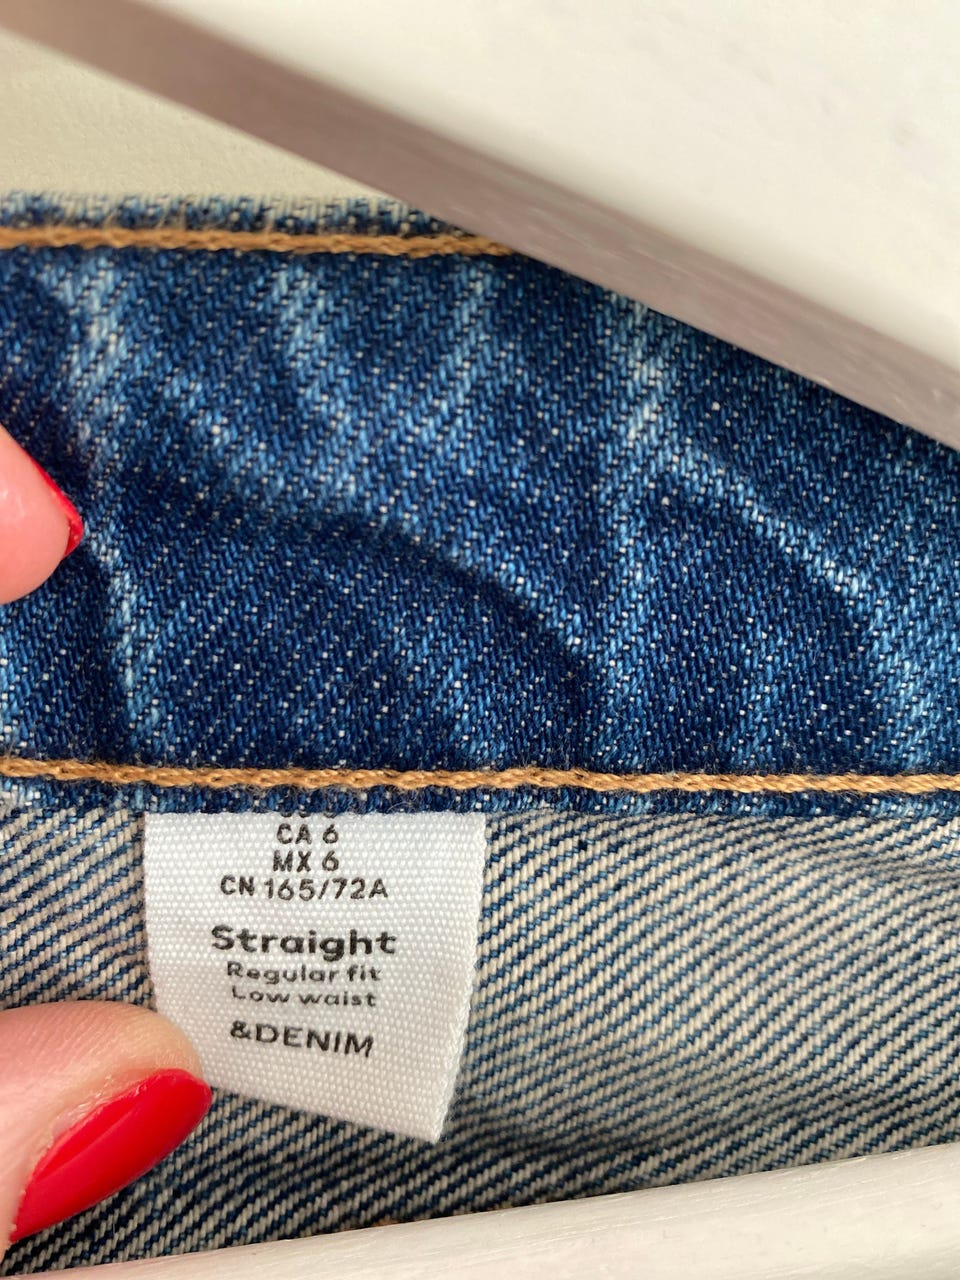 CA 6
MX 6
CN 165/72A
Straight
Regular fit
Low waist
&DENIM